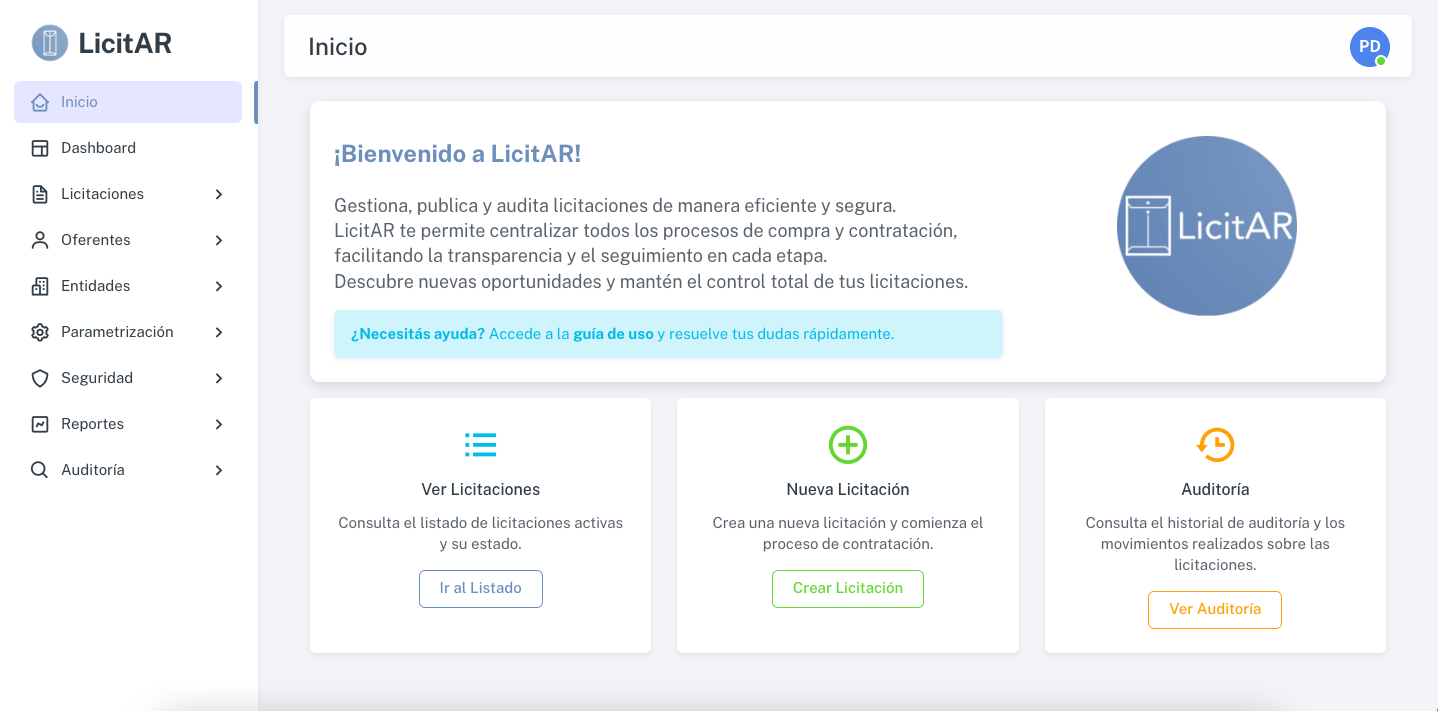 LicitAR
Inicio
Dashboard
Licitaciones
Oferentes
Entidades
Parametrización
Seguridad
Reportes
Auditoría
Inicio
PD
¡Bienvenido a LicitAR!
Gestiona, publica y audita licitaciones de manera eficiente y segura.
LicitAR te permite centralizar todos los procesos de compra y contratación,
facilitando la transparencia y el seguimiento en cada etapa.
Descubre nuevas oportunidades y mantén el control total de tus licitaciones.
¿Necesitás ayuda? Accede a la guía de uso y resuelve tus dudas rápidamente.
LicitAR
Ver Licitaciones
Consulta el listado de licitaciones activas
y su estado.
Ir al Listado
Nueva Licitación
Crea una nueva licitación y comienza el
proceso de contratación.
Crear Licitación
Auditoría
Consulta el historial de auditoría y los
movimientos realizados sobre las
licitaciones.
Ver Auditoría